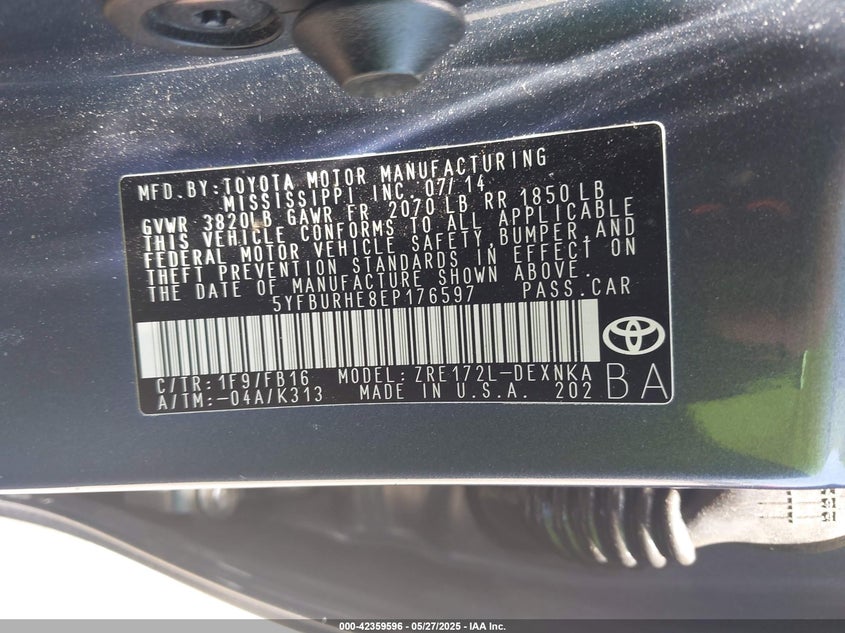 MFD.BY:TOYOTA MOTOR MANUFACTURING
MISSISSIPPI INC 07/14
GVWR 3820LB GAWR FR 2070 LB RR 1850 LB
THIS VEHICLE CONFORMS TO ALL APPLICABLE
FEDERAL MOTOR VEHICLE SAFETY,BUMPER,AND
THEFT PREVENTION STANDARDS IN EFFECT ON
THE DATE OF MANUFACTURE SHOWN ABOVE.
5YFBURHE8EP176597 PASS.CAR
C/TR:1F9/FB16 MODEL:ZRE172L-DEXNKA
A/TM:-04A/K313 MADE IN U.S.A. 202 BA
000-42359596 - 05/27/2025 - IAA Inc.